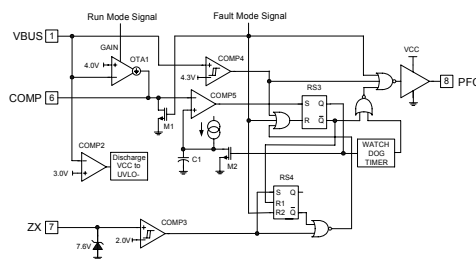 Run Mode Signal
Fault Mode Signal
VBUS 1
GAIN
OTA1
4.0V
COMP4
4.3V
VCC
8 PFC
COMP 6
COMP5
M1
RS3
S Q
R Q
C1
M2
WATCH
DOG
TIMER
COMP2
3.0V
Discharge
VCC to
UVLO-
RS4
S Q
R1
R2 Q
ZX 7
COMP3
7.6V
2.0V